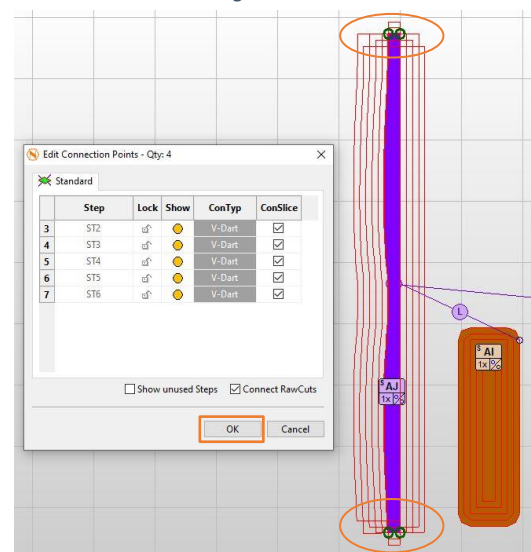 Edit Connection Points - Qty: 4
Standard
Step Lock Show ConTyp ConSlice
3 ST2 V-Dart
4 ST3 V-Dart
5 ST4 V-Dart
6 ST5 V-Dart
7 ST6 V-Dart
Show unused Steps Connect RawCuts
OK Cancel
L
S AI
1x %
S AJ
1x %